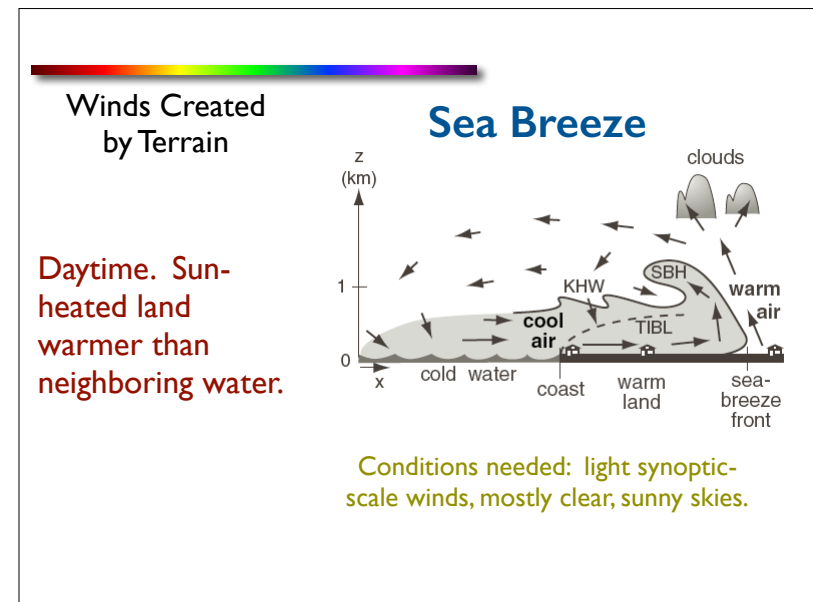 Winds Created
by Terrain
Sea Breeze
Daytime. Sun-
heated land
warmer than
neighboring water.
z
(km)
clouds
1
KHW
SBH
warm
air
cool
air
TIBL
0
x
cold water
coast
warm
land
sea-
breeze
front
Conditions needed: light synoptic-
scale winds, mostly clear, sunny skies.